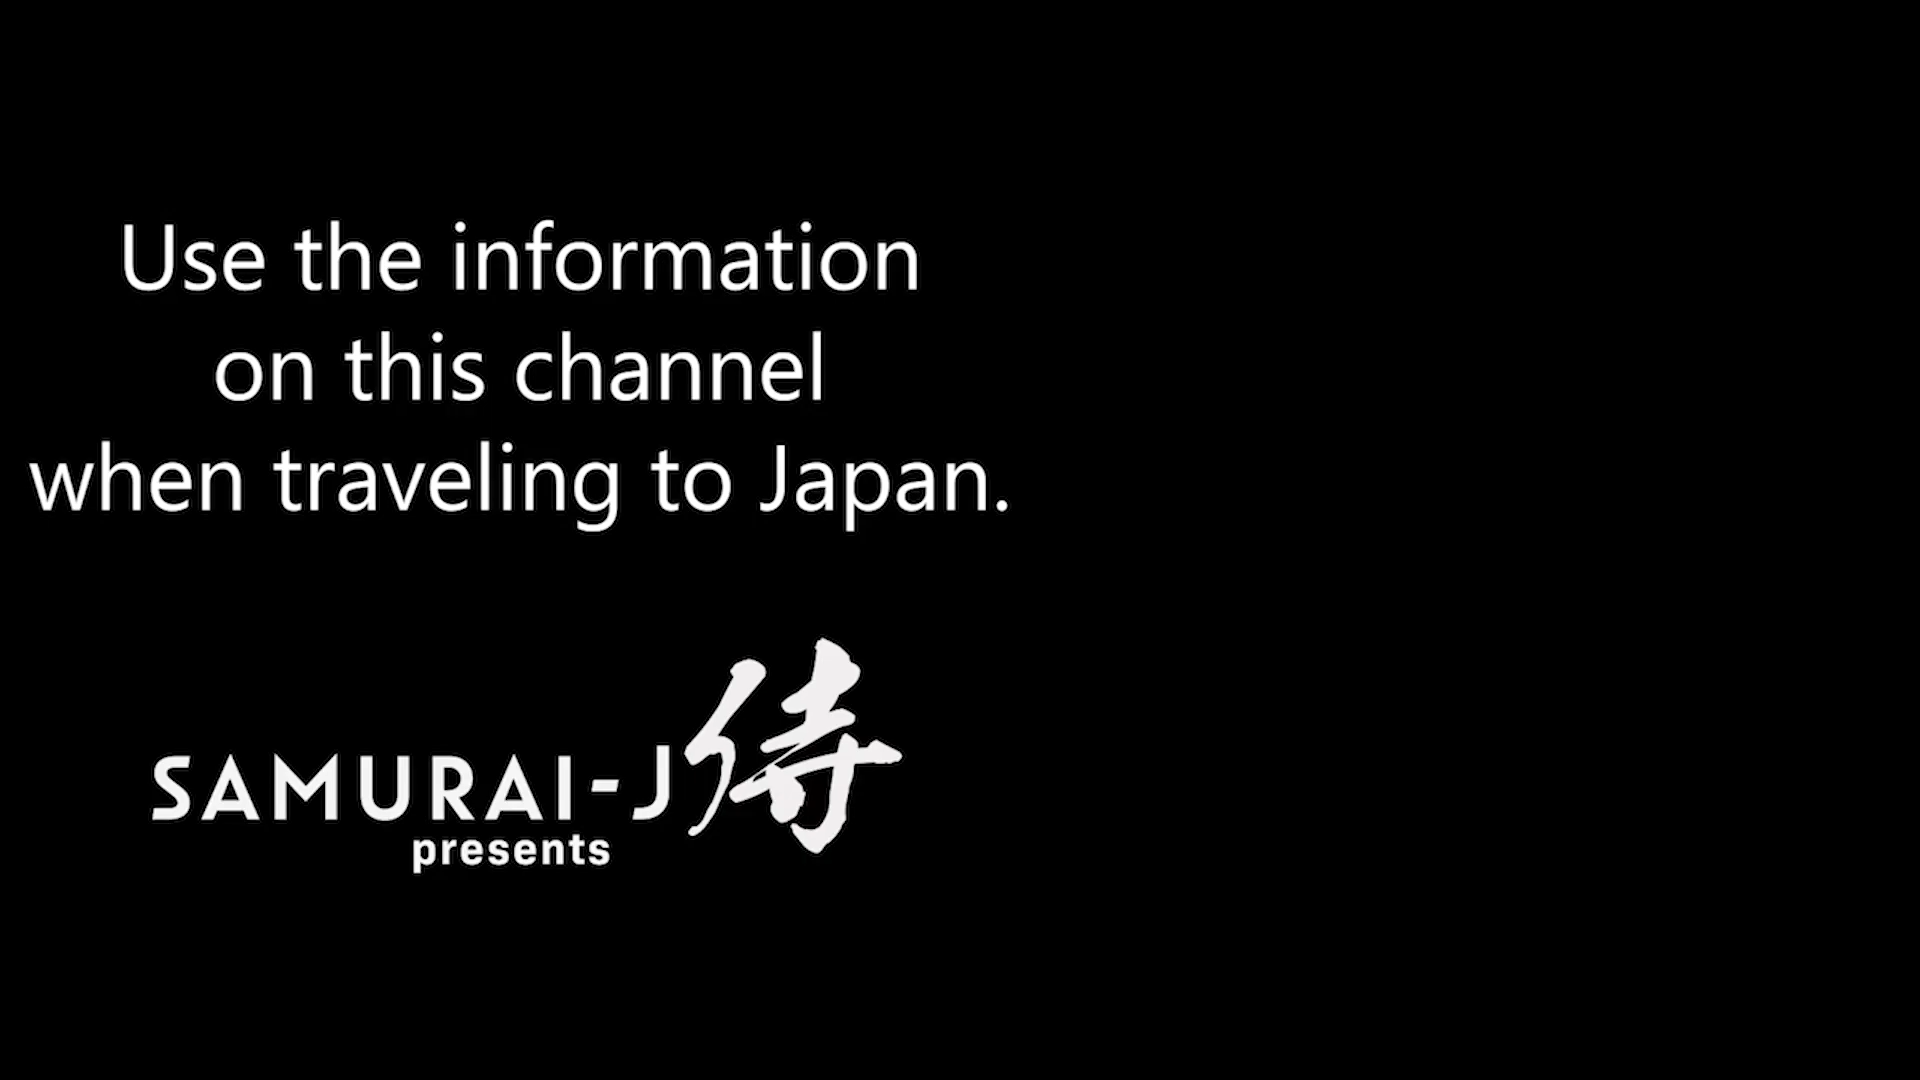 Use the information
on this channel
when traveling to Japan.
SAMURAI-J侍
presents